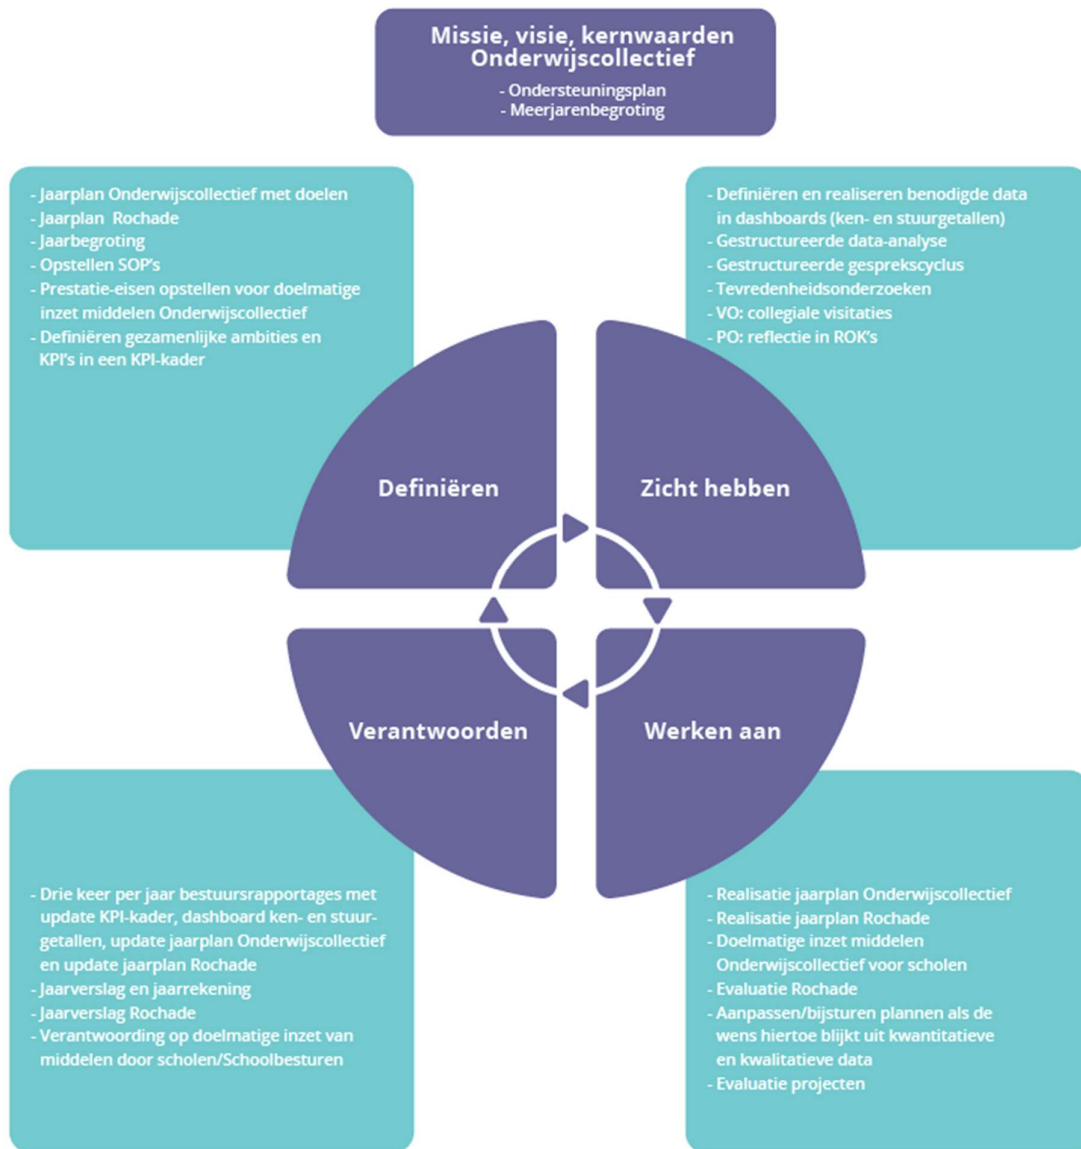 Missie, visie, kernwaarden
Onderwijscollectief
- Ondersteuningsplan
- Meerjarenbegroting
- Jaarplan Onderwijscollectief met doelen
- Jaarplan Rochade
- Jaarbegroting
- Opstellen SOP's
- Prestatie-eisen opstellen voor doelmatige
inzet middelen Onderwijscollectief
- Definiëren gezamenlijke ambities en
KPI's in een KPI-kader
- Definiëren en realiseren benodigde data
in dashboards (ken- en stuurgetallen)
- Gestructureerde data-analyse
- Gestructureerde gesprekscyclus
- Tevredenheidsonderzoeken
- VO: collegiale visitaties
- PO: reflectie in ROK's
Definiëren
Zicht hebben
Verantwoorden
Werken aan
- Drie keer per jaar bestuursrapportages met
update KPI-kader, dashboard ken- en stuur-
getallen, update jaarplan Onderwijscollectief
en update jaarplan Rochade
- Jaarverslag en jaarrekening
- Jaarverslag Rochade
- Verantwoording op doelmatige inzet van
middelen door scholen/Schoolbesturen
- Realisatie jaarplan Onderwijscollectief
- Realisatie jaarplan Rochade
- Doelmatige inzet middelen
Onderwijscollectief voor scholen
- Evaluatie Rochade
- Aanpassen/bijsturen plannen als de
wens hiertoe blijkt uit kwantitatieve
en kwalitatieve data
- Evaluatie projecten